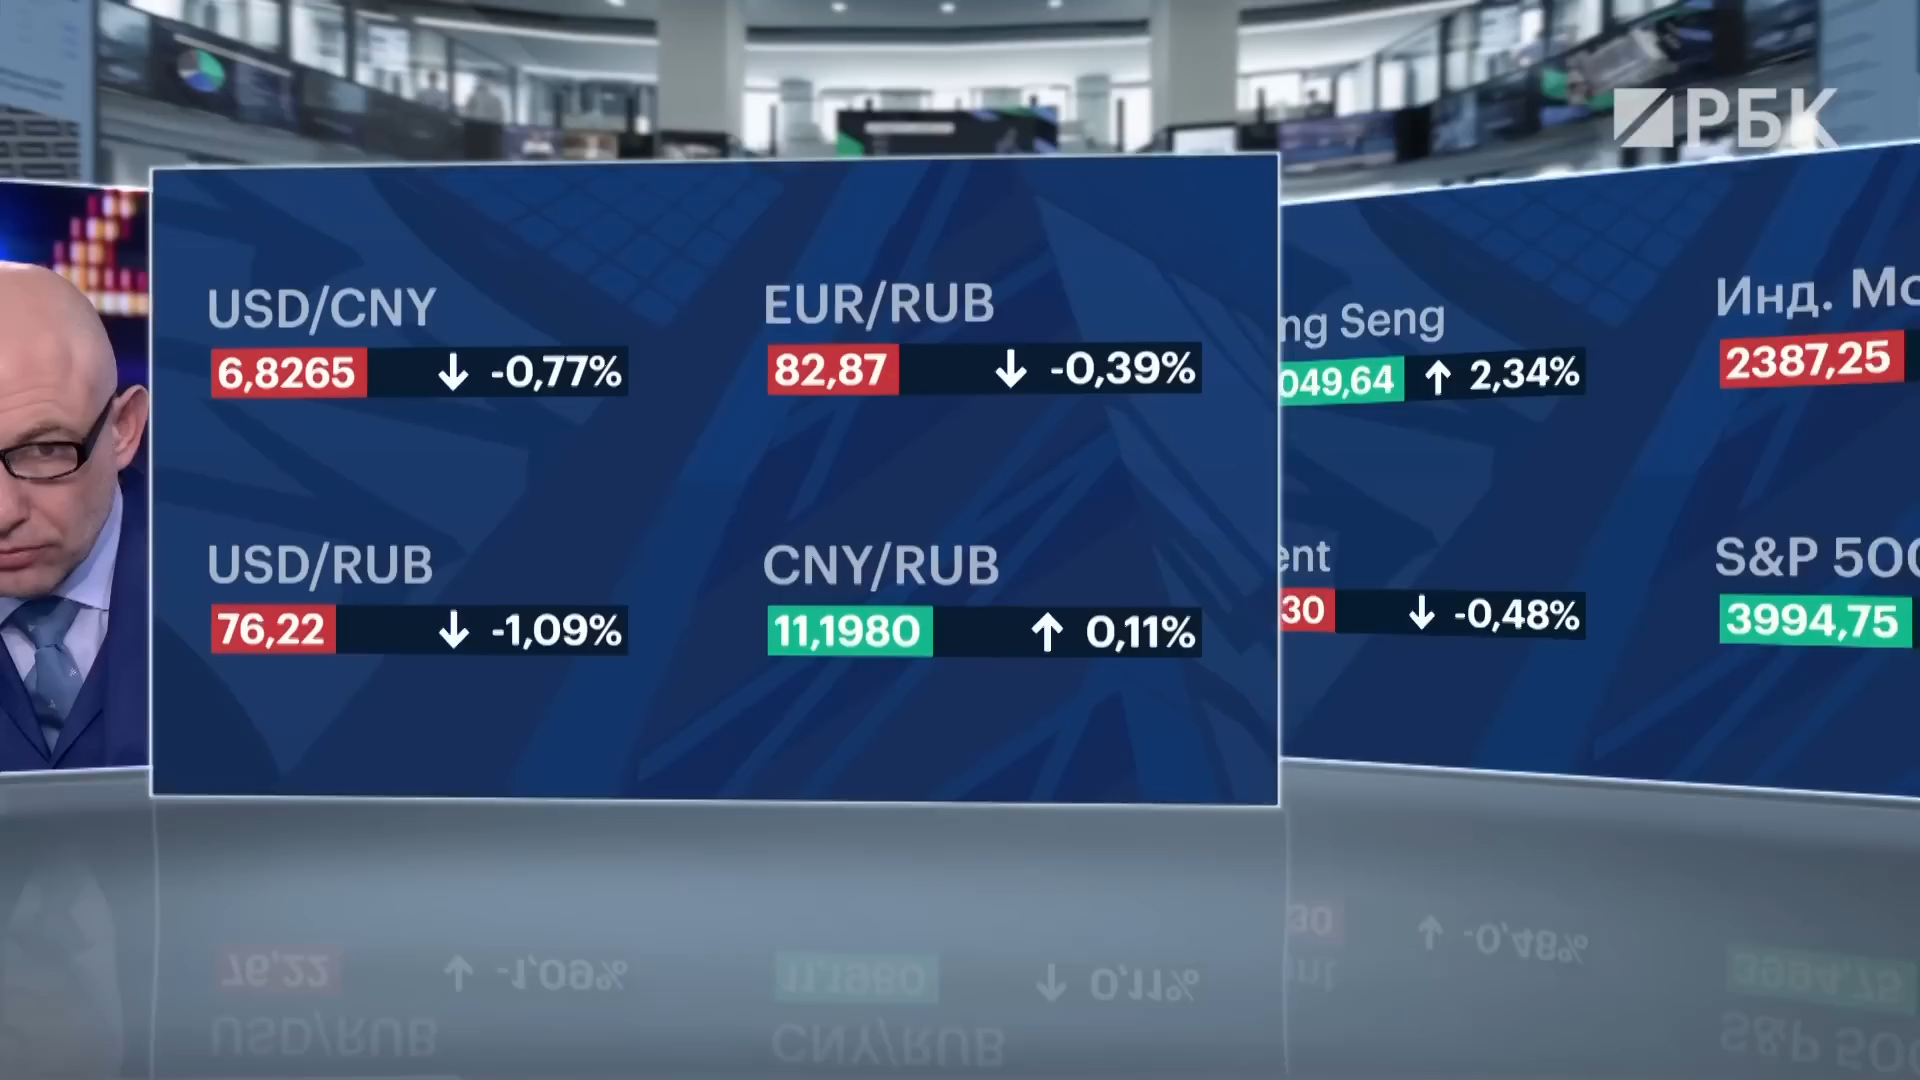 РБК
USD/CNY
6,8265 ↓ -0,77%
EUR/RUB
82,87 ↓ -0,39%
USD/RUB
76,22 ↓ -1,09%
CNY/RUB
11,1980 ↑ 0,11%
ng Seng
049,64 ↑ 2,34%
Инд.
2387,25
ent
30 ↓ -0,48%
S&P 500
3994,75